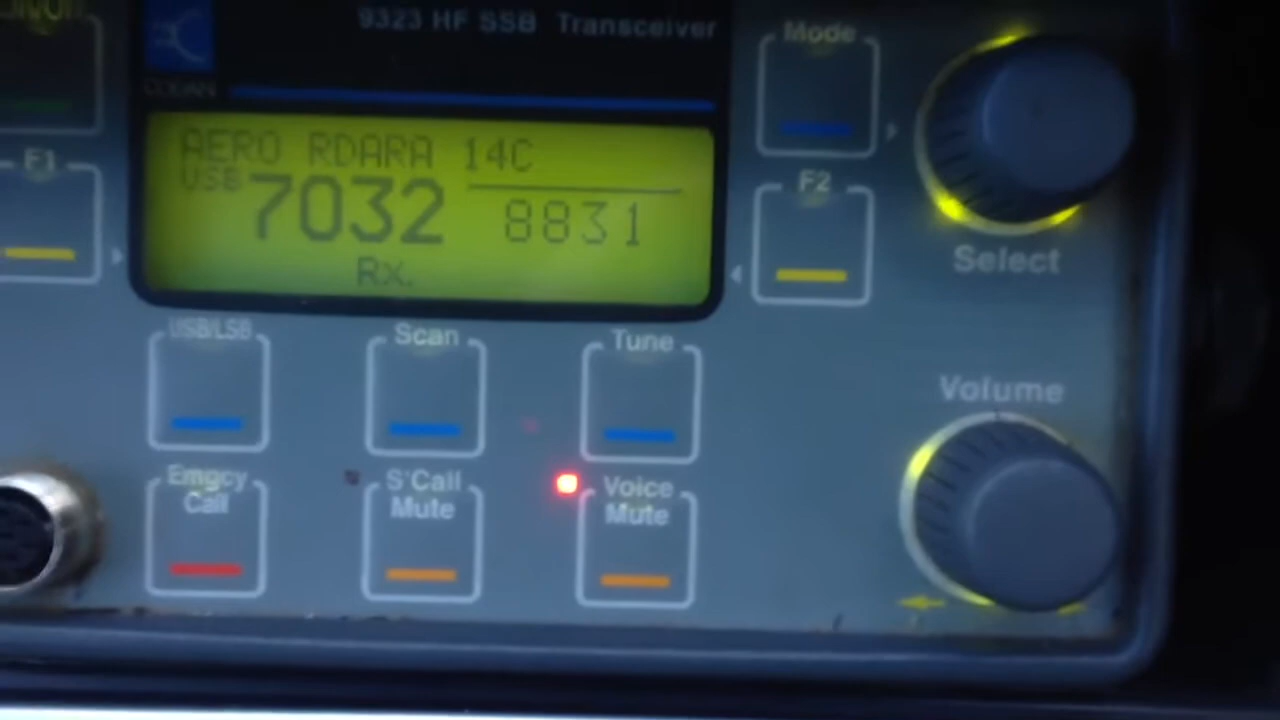 9323 HF SSB Transceiver
CODAN
Mode
AERO RDARA 14C
USB 7032 8831
Rx.
F1
F2
Select
USB/LSB
Scan
Tune
Volume
Emgcy
Call
S'Call
Mute
Voice
Mute